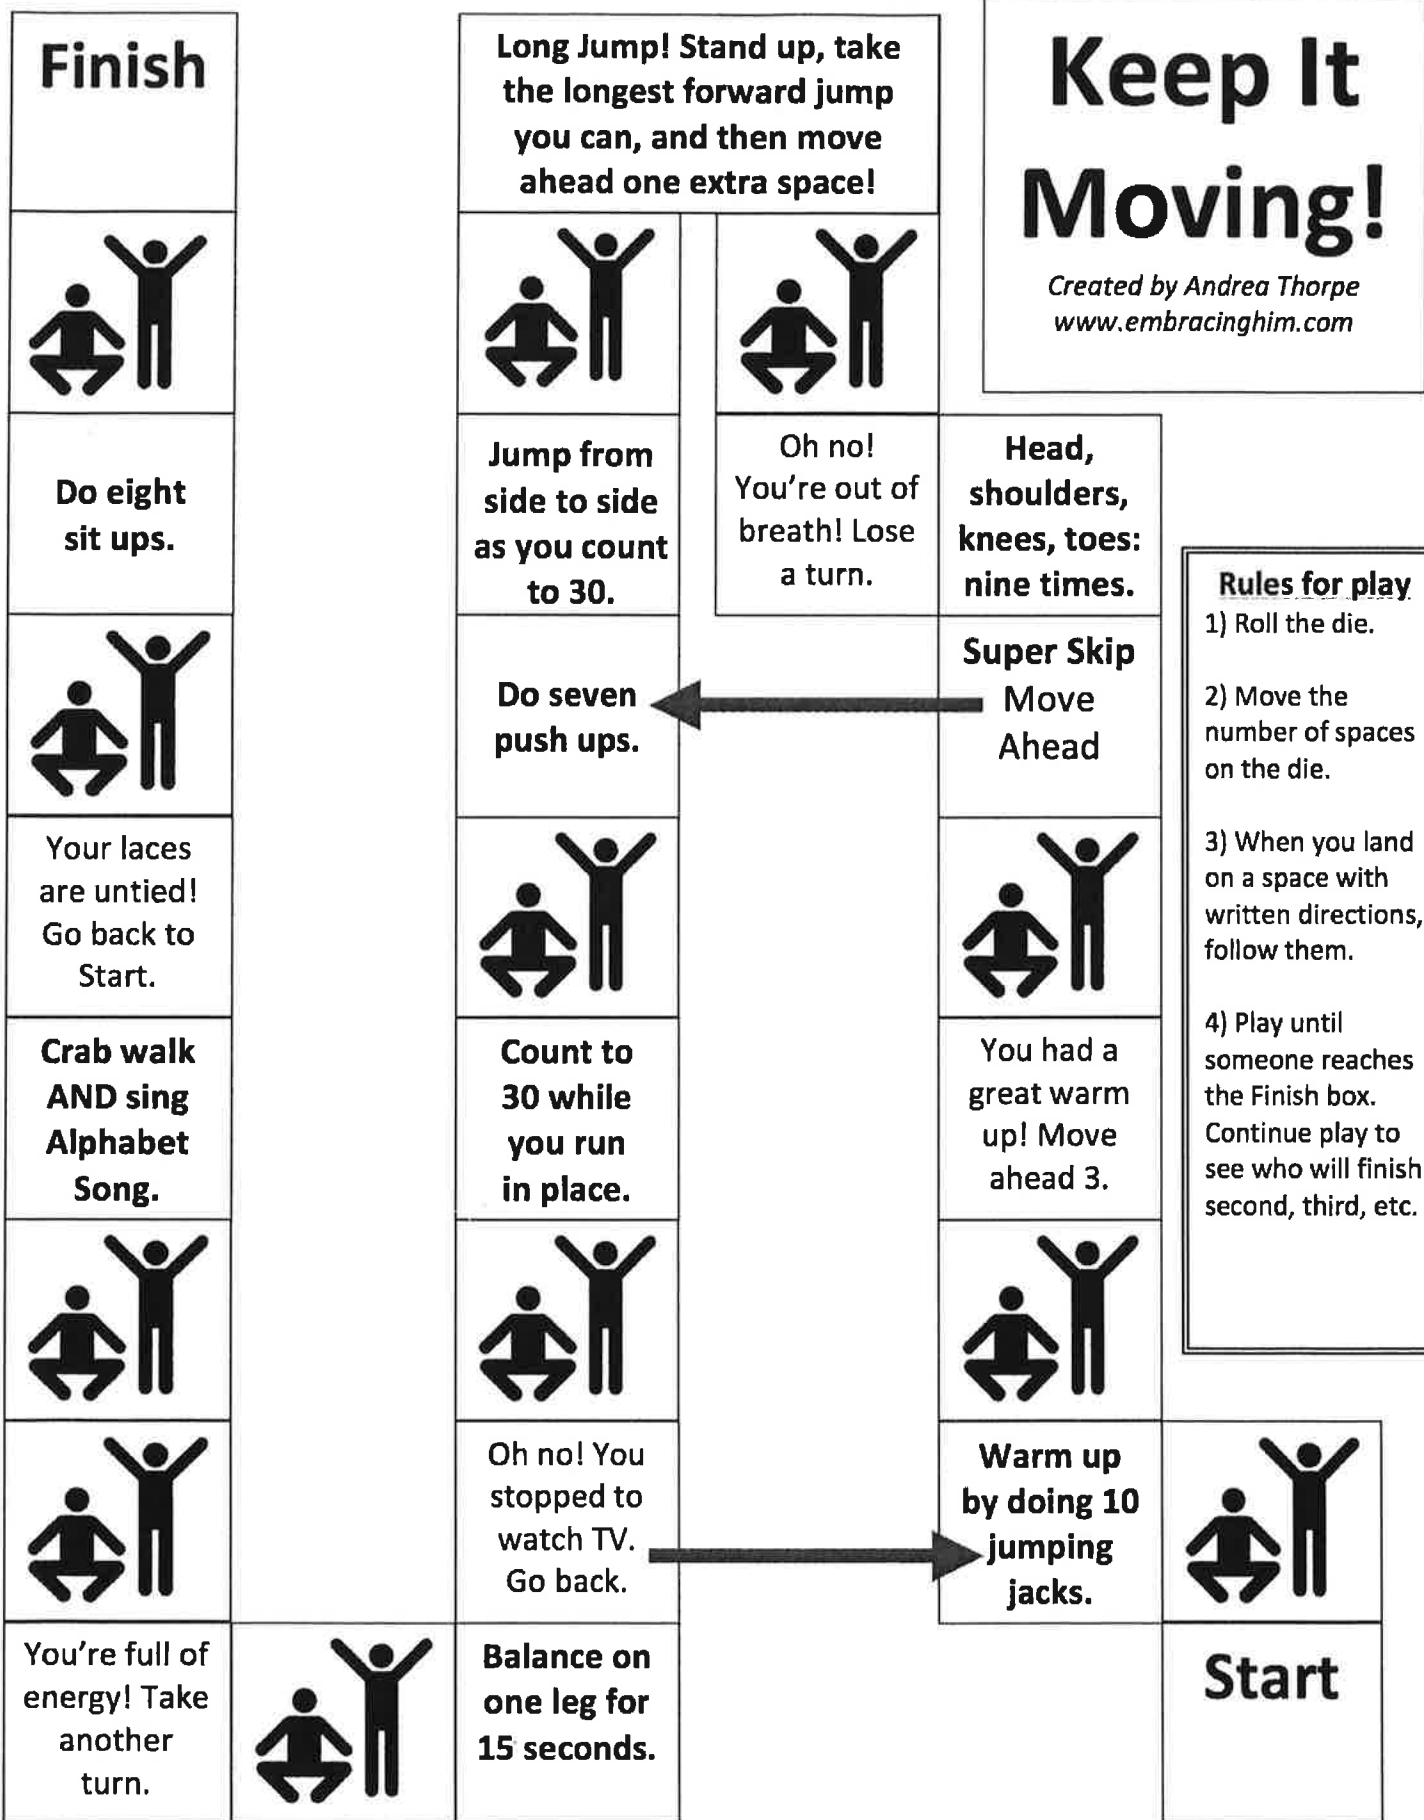 Finish
Long Jump! Stand up, take
the longest forward jump
you can, and then move
ahead one extra space!
Keep It
Moving!
Created by Andrea Thorpe
www.embracinghim.com
Do eight
sit ups.
Jump from
side to side
as you count
to 30.
Oh no!
You're out of
breath! Lose
a turn.
Head,
shoulders,
knees, toes:
nine times.
Do seven
push ups.
Super Skip
Move
Ahead
Rules for play
1) Roll the die.
2) Move the
number of spaces
on the die.
3) When you land
on a space with
written directions,
follow them.
4) Play until
someone reaches
the Finish box.
Continue play to
see who will finish
second, third, etc.
Your laces
are untied!
Go back to
Start.
Crab walk
AND sing
Alphabet
Song.
Count to
30 while
you run
in place.
You had a
great warm
up! Move
ahead 3.
Oh no! You
stopped to
watch TV.
Go back.
Warm up
by doing 10
jumping
jacks.
You're full of
energy! Take
another
turn.
Balance on
one leg for
15 seconds.
Start